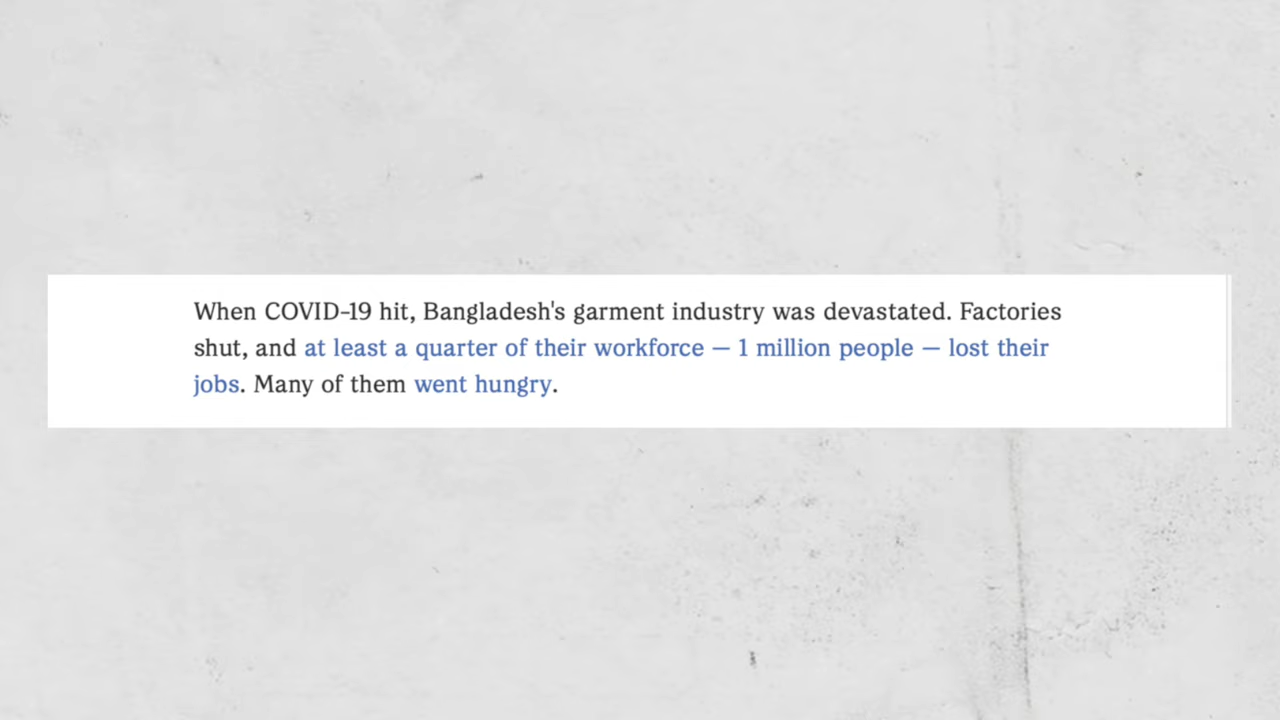 When COVID-19 hit, Bangladesh's garment industry was devastated. Factories
shut, and at least a quarter of their workforce — 1 million people — lost their
jobs. Many of them went hungry.